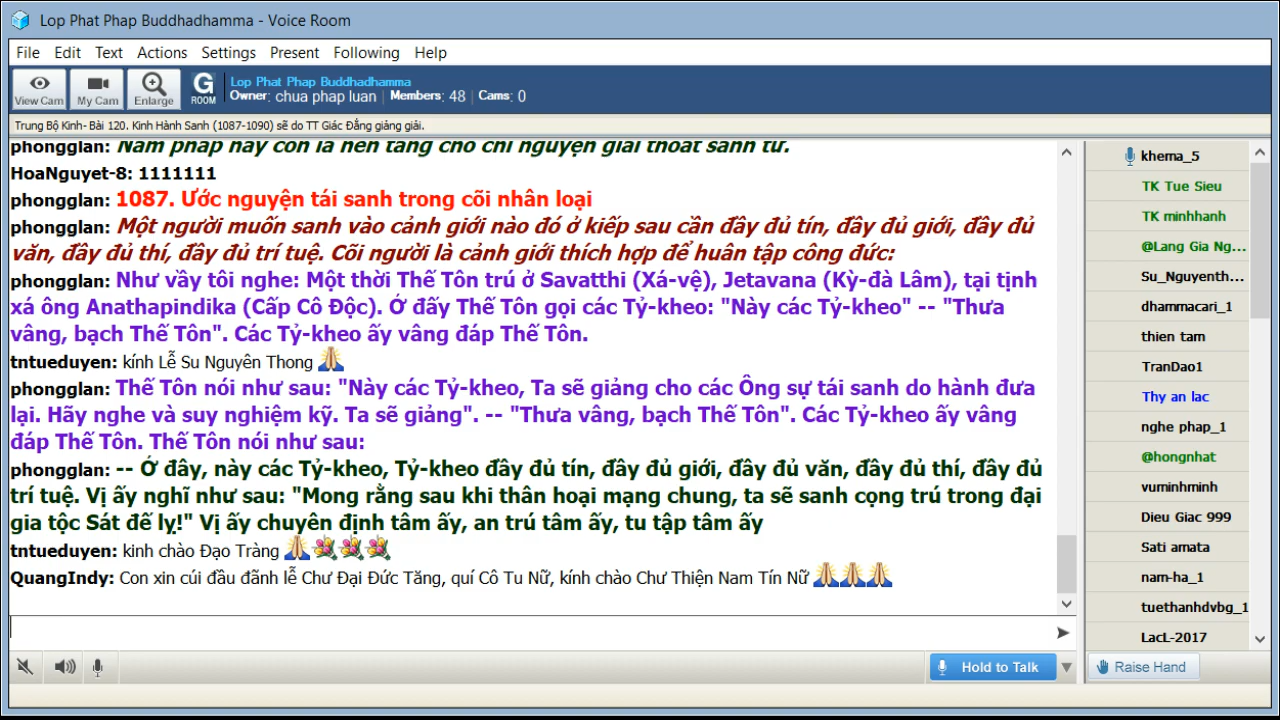 Lop Phat Phap Buddhadhamma - Voice Room
File Edit Text Actions Settings Present Following Help
View Cam
My Cam
Enlarge
G
ROOM
Lop Phat Phap Buddhadhamma
Owner: chua phap luan | Members: 48 | Cams: 0
Trung Bộ Kinh- Bài 120. Kinh Hành Sanh (1087-1090) sẽ do TT Giác Đẳng giảng giải.
phongglan: Năm pháp này còn là nền tảng cho chí nguyện giải thoát sanh tử.
HoaNguyet-8: 1111111
phongglan: 1087. Ước nguyện tái sanh trong cõi nhân loại
phongglan: Một người muốn sanh vào cảnh giới nào đó ở kiếp sau cần đầy đủ tín, đầy đủ giới, đầy đủ
văn, đầy đủ thí, đầy đủ trí tuệ. Cõi người là cảnh giới thích hợp để huân tập công đức:
phongglan: Như vầy tôi nghe: Một thời Thế Tôn trú ở Savatthi (Xá-vệ), Jetavana (Kỳ-đà Lâm), tại tịnh
xá ông Anathapindika (Cấp Cô Độc). Ở đấy Thế Tôn gọi các Tỷ-kheo: "Này các Tỷ-kheo" -- "Thưa
vâng, bạch Thế Tôn". Các Tỷ-kheo ấy vâng đáp Thế Tôn.
tntueduyen: kính Lễ Su Nguyên Thong
phongglan: Thế Tôn nói như sau: "Này các Tỷ-kheo, Ta sẽ giảng cho các Ông sự tái sanh do hành đưa
lại. Hãy nghe và suy nghiệm kỹ. Ta sẽ giảng". -- "Thưa vâng, bạch Thế Tôn". Các Tỷ-kheo ấy vâng
đáp Thế Tôn. Thế Tôn nói như sau:
phongglan: -- Ở đây, này các Tỷ-kheo, Tỷ-kheo đầy đủ tín, đầy đủ giới, đầy đủ văn, đầy đủ thí, đầy đủ
trí tuệ. Vị ấy nghĩ như sau: "Mong rằng sau khi thân hoại mạng chung, ta sẽ sanh cọng trú trong đại
gia tộc Sát đế lỵ!" Vị ấy chuyên định tâm ấy, an trú tâm ấy, tu tập tâm ấy
tntueduyen: kinh chào Đạo Tràng
QuangIndy: Con xin cúi đầu đãnh lễ Chư Đại Đức Tăng, quí Cô Tu Nữ, kính chào Chư Thiện Nam Tín Nữ
Hold to Talk
khema_5
TK Tue Sieu
TK minhhanh
@Lang Gia Ng...
Su_Nguyenth...
dhammacari_1
thien tam
TranDao1
Thy an lac
nghe phap_1
@hongnhat
vuminhminh
Dieu Giac 999
Sati amata
nam-ha_1
tuethanhdvbg_1
LacL-2017
Raise Hand